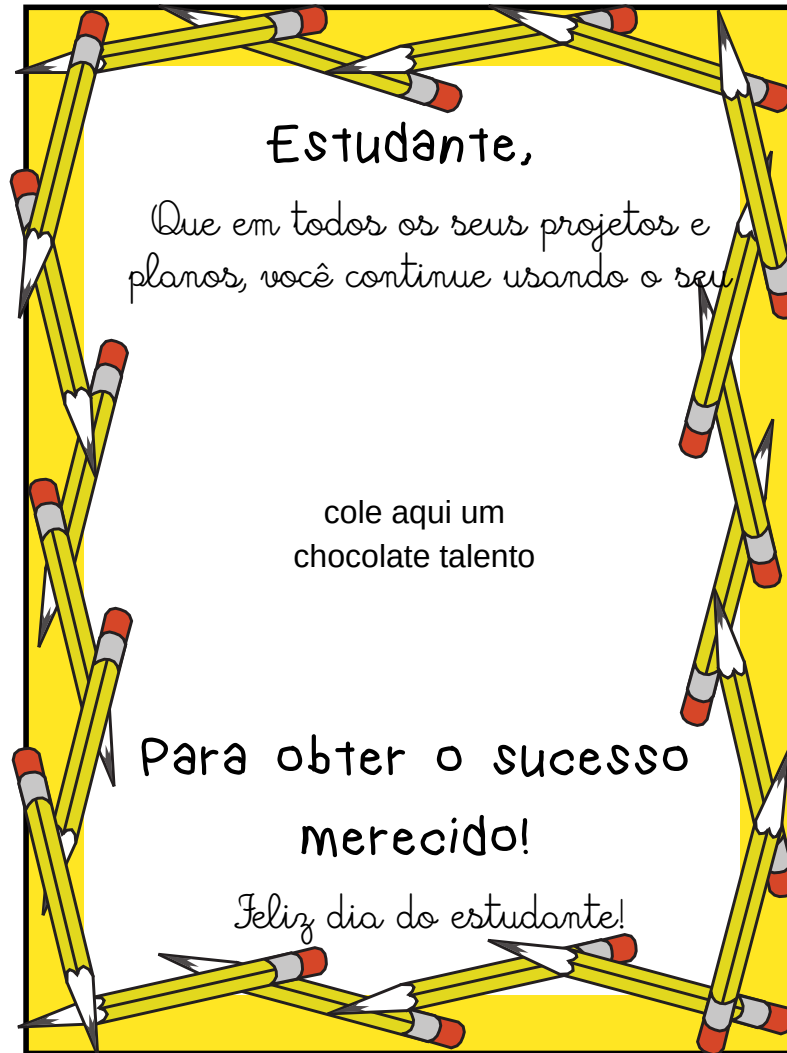 Estudante,
Que em todos os seus projetos e
planos, você continue usando o seu
cole aqui um
chocolate talento
Para obter o sucesso
merecido!
Feliz dia do estudante!